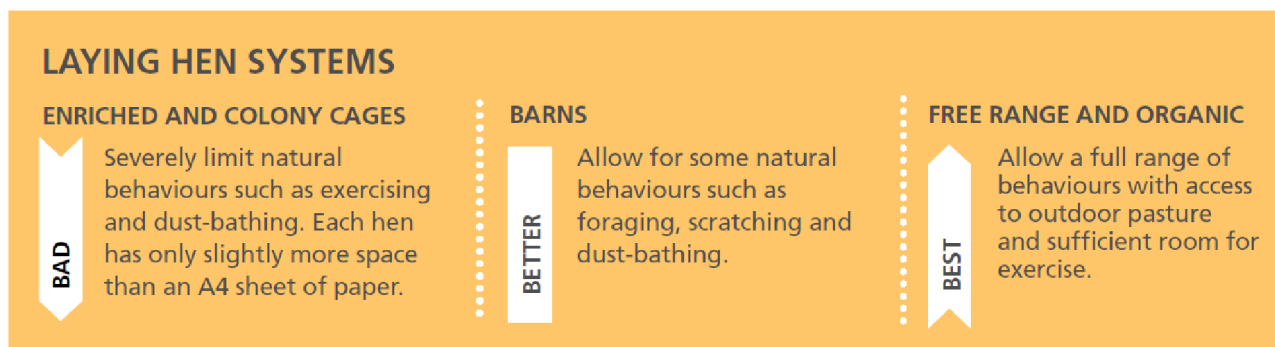 LAYING HEN SYSTEMS
ENRICHED AND COLONY CAGES
BAD
Severely limit natural
behaviours such as exercising
and dust-bathing. Each hen
has only slightly more space
than an A4 sheet of paper.
BARNS
BETTER
Allow for some natural
behaviours such as
foraging, scratching and
dust-bathing.
FREE RANGE AND ORGANIC
BEST
Allow a full range of
behaviours with access
to outdoor pasture
and sufficient room for
exercise.